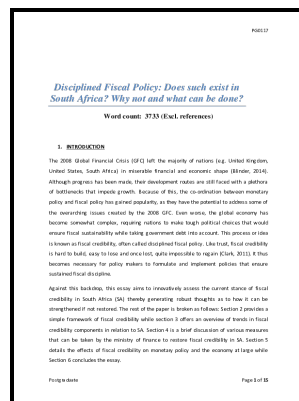 PG0117
Disciplined Fiscal Policy: Does such exist in
South Africa? Why not and what can be done?
Word count: 3733 (Excl. references)
1. INTRODUCTION
The 2008 Global Financial Crisis (GFC) left the majority of nations (e.g. United Kingdom,
United States, South Africa) in miserable financial and economic shape (Blinder, 2014).
Although progress has been made, their development routes are still faced with a plethora
of bottlenecks that impede growth. Because of this, the co-ordination between monetary
policy and fiscal policy has gained popularity, as they have the potential to address some of
the overarching issues created by the 2008 GFC. Even worse, the global economy has
become somewhat complex, requiring nations to make tough political choices that would
ensure fiscal sustainability while taking government debt into account. This process or idea
is known as fiscal credibility, often called disciplined fiscal policy. Like trust, fiscal credibility
is hard to build, easy to lose and once lost, quite impossible to regain (Clark, 2011). It thus
becomes necessary for policy makers to formulate and implement policies that ensure
sustained fiscal discipline.
Against this backdrop, this essay aims to innovatively assess the current stance of fiscal
credibility in South Africa (SA) thereby generating robust thoughts as to how it can be
strengthened if not restored. The rest of the paper is broken as follows: Section 2 provides a
simple framework of fiscal credibility while section 3 offers an overview of trends in fiscal
credibility components in relation to SA. Section 4 is a brief discussion of various measures
that can be taken by the ministry of finance to restore fiscal credibility in SA. Section 5
details the effects of fiscal credibility on monetary policy and the economy at large while
Section 6 concludes the essay.
Postgraduate
Page 1 of 15